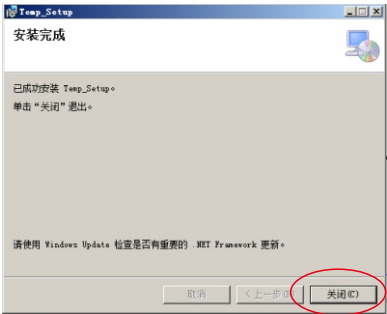 Temp_Setup
安装完成
已成功安装 Temp_Setup。
单击“关闭”退出。
请使用 Windows Update 检查是否有重要的 .NET Framework 更新。
取消
<上一步(P)
关闭(C)